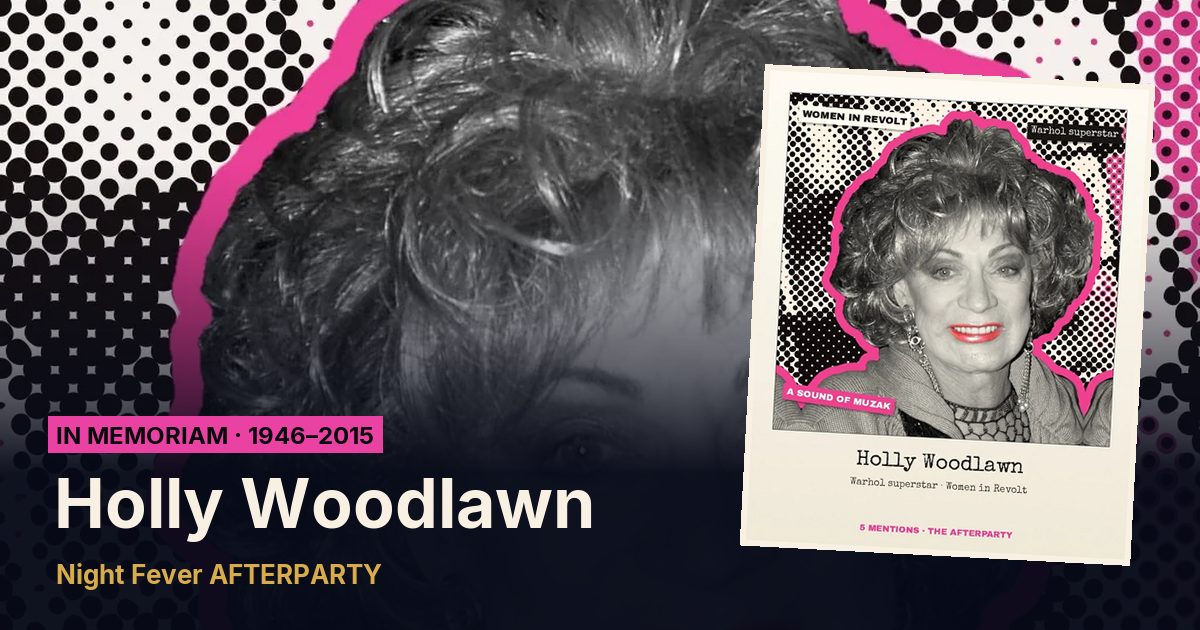 IN MEMORIAM · 1946–2015
Holly Woodlawn
Night Fever AFTERPARTY
WOMEN IN REVOLT
Warhol superstar
A SOUND OF MUZAK
Holly Woodlawn
Warhol superstar · Women in Revolt
5 MENTIONS · THE AFTERPARTY